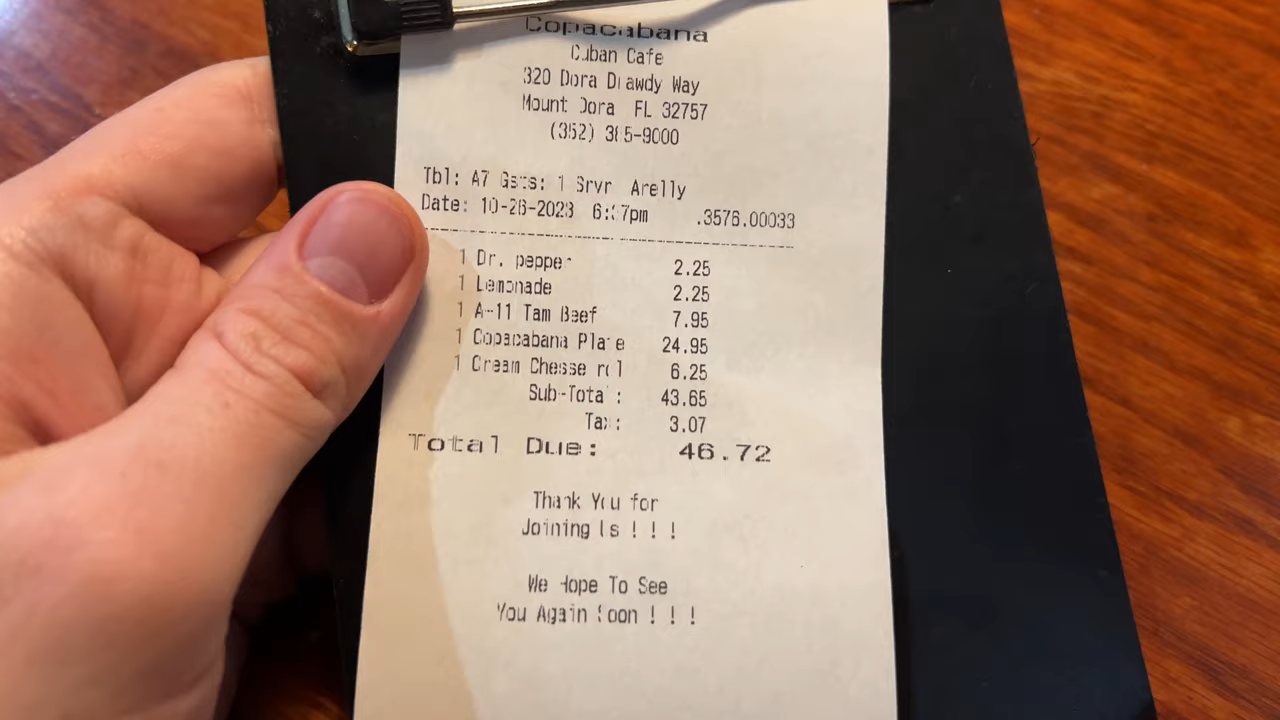 Copacabana
Cuban Cafe
320 Dora Drawdy Way
Mount Dora FL 32757
(352) 385-9000
Tbl: A7 Gsts: 1 Srvr Arelly
Date: 10-26-2023 .3576.00033
1 Dr. pepper 2.25
1 Lemonade 2.25
1 A-11 Tam Beef 7.95
1 Copacabana Plate 24.95
1 Cream Chesse rol 6.25
Sub-Total: 43.65
Tax: 3.07
Total Due: 46.72
Thank You for
Joining Us ! ! !
We Hope To See
You Again Soon ! ! !